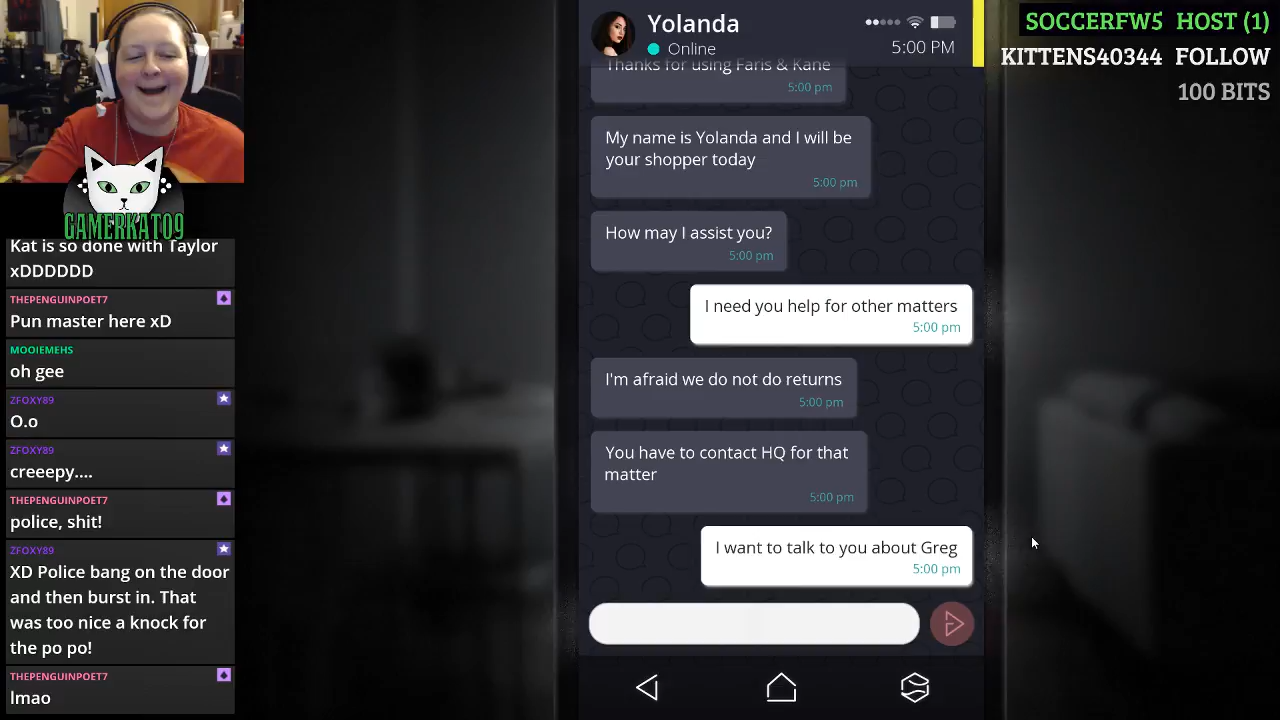 Yolanda
Online
5:00 PM
SOCCERFW5 HOST (1)
KITTENS40344 FOLLOW
100 BITS
Thanks for using Faris & Kane
5:00 pm
My name is Yolanda and I will be
your shopper today
5:00 pm
How may I assist you?
5:00 pm
I need you help for other matters
5:00 pm
I'm afraid we do not do returns
5:00 pm
You have to contact HQ for that
matter
5:00 pm
I want to talk to you about Greg
5:00 pm
GAMERKAT09
Kat is so done with Taylor
xDDDDDD
THEPENGUINPOET7
Pun master here xD
MOOIEMEHS
oh gee
ZFOXY89
O.o
ZFOXY89
creeepy....
THEPENGUINPOET7
police, shit!
ZFOXY89
XD Police bang on the door
and then burst in. That
was too nice a knock for
the po po!
THEPENGUINPOET7
lmao